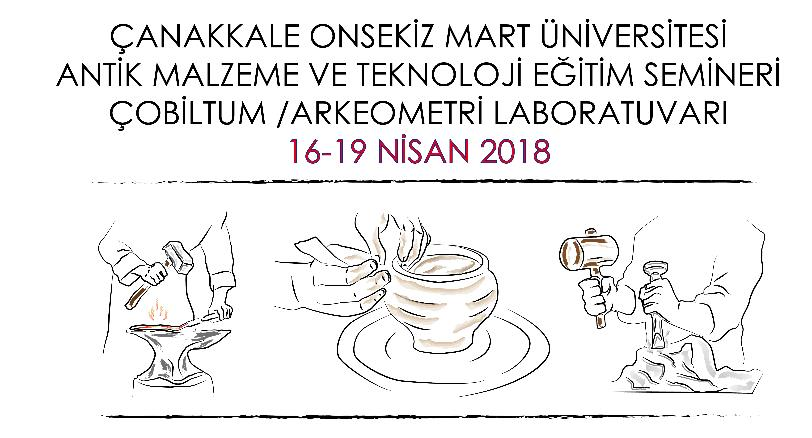 ÇANAKKALE ONSEKİZ MART ÜNİVERSİTESİ
ANTİK MALZEME VE TEKNOLOJİ EĞİTİM SEMİNERİ
ÇOBİLTUM /ARKEOMETRİ LABORATUVARI
16-19 NİSAN 2018